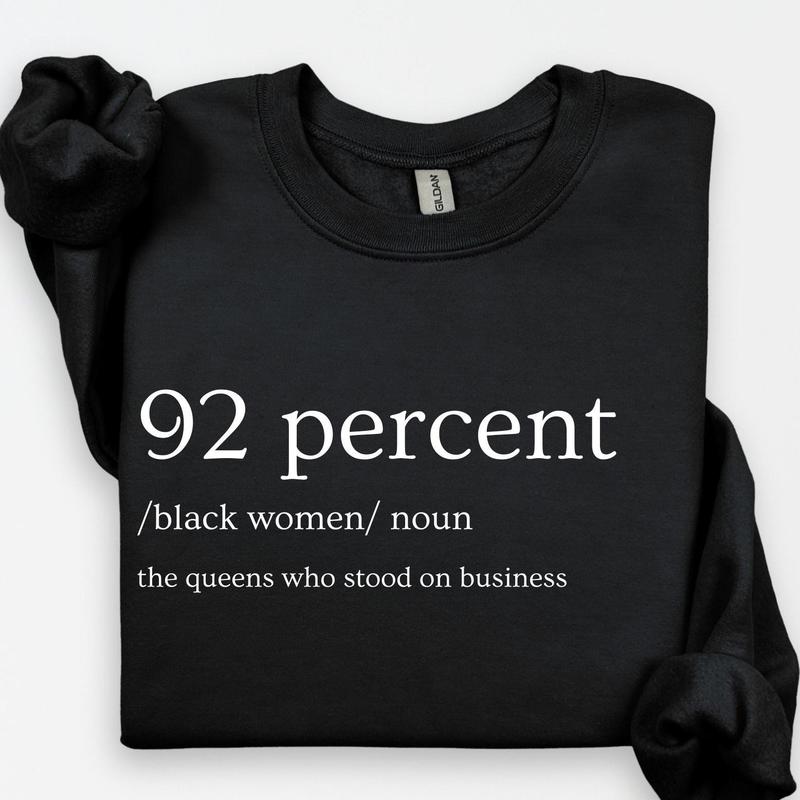 GILDAN
92 percent
/black women/ noun
the queens who stood on business